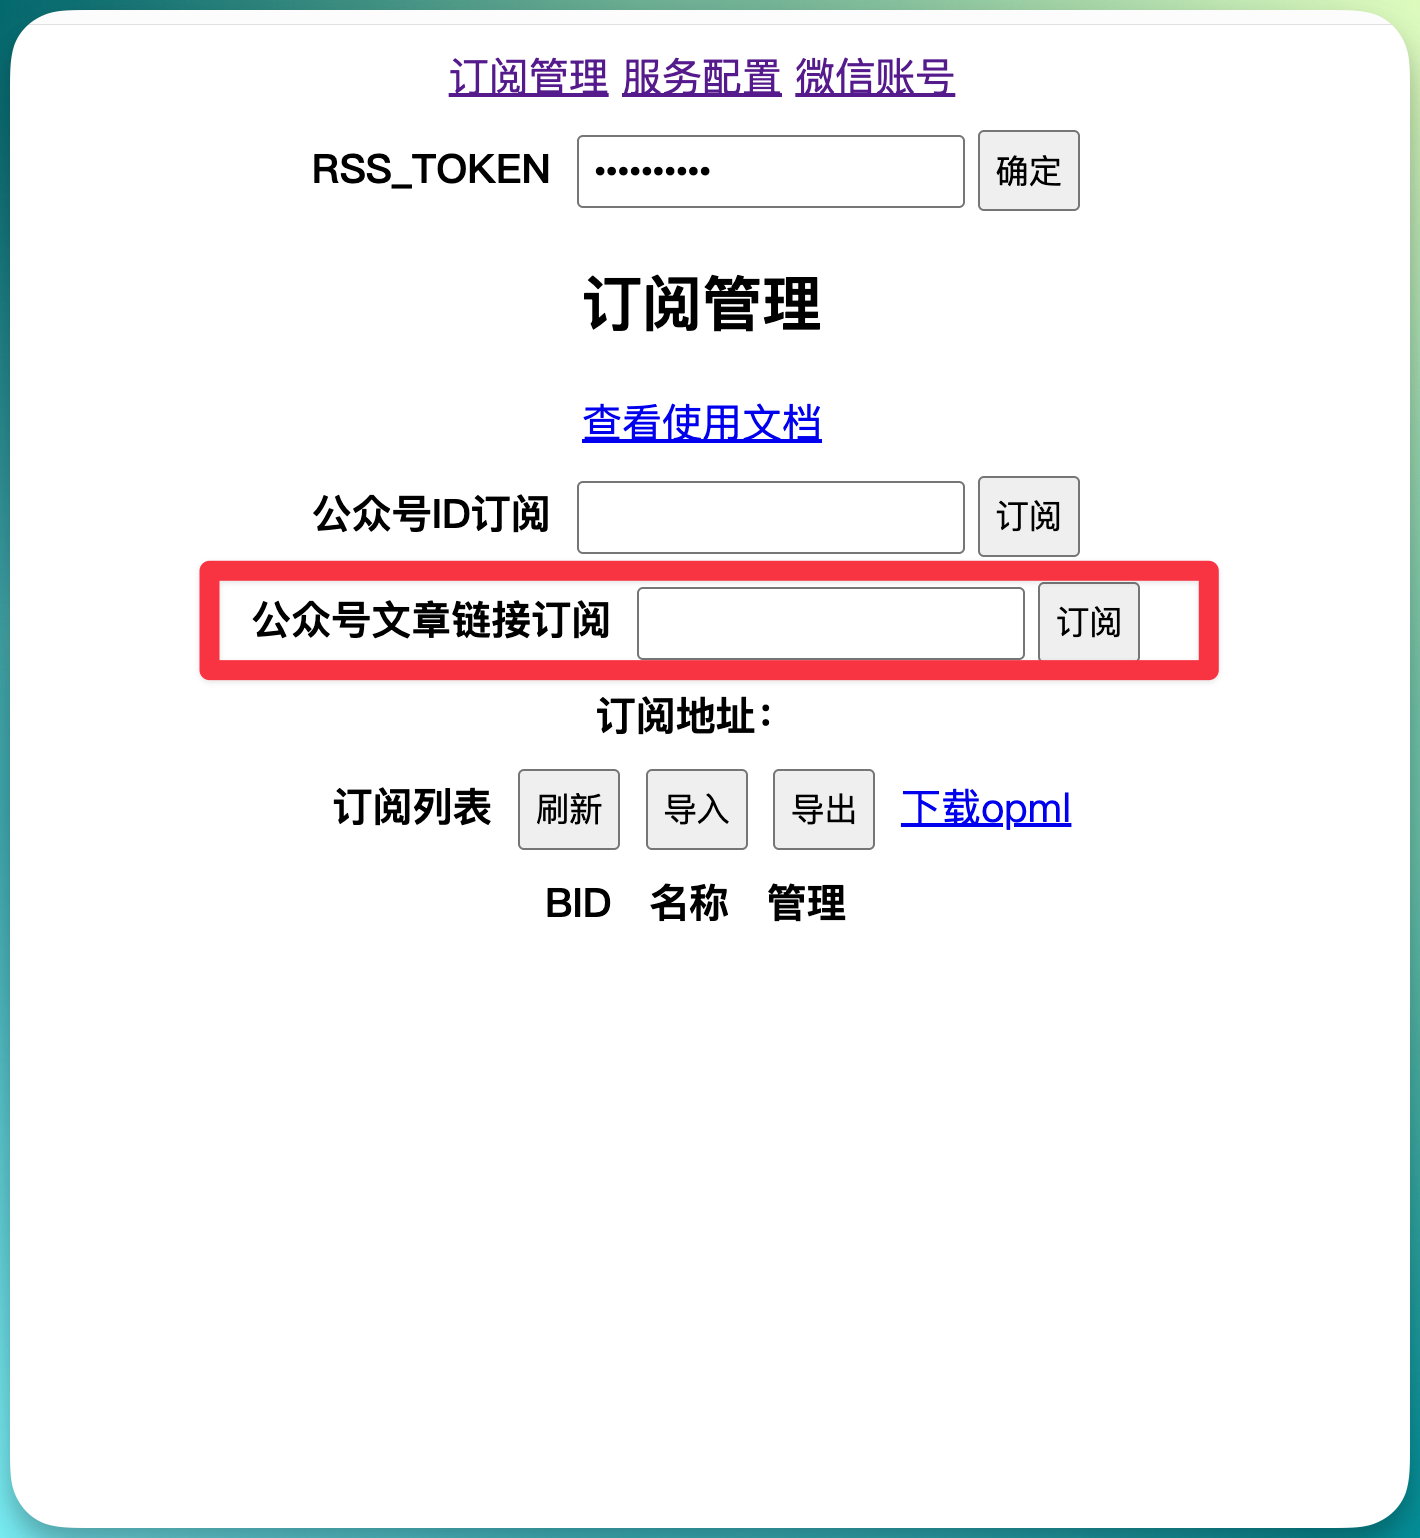 订阅管理 服务配置 微信账号
RSS_TOKEN •••••••••• 确定
订阅管理
查看使用文档
公众号ID订阅 订阅
公众号文章链接订阅 订阅
订阅地址：
订阅列表 刷新 导入 导出 下载opml
BID 名称 管理